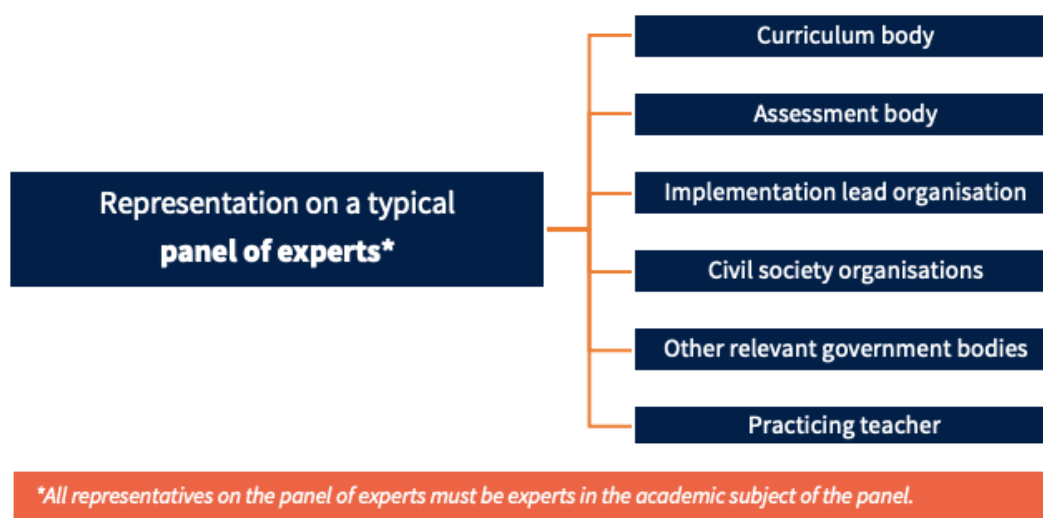 Representation on a typical
panel of experts*
Curriculum body
Assessment body
Implementation lead organisation
Civil society organisations
Other relevant government bodies
Practicing teacher
*All representatives on the panel of experts must be experts in the academic subject of the panel.